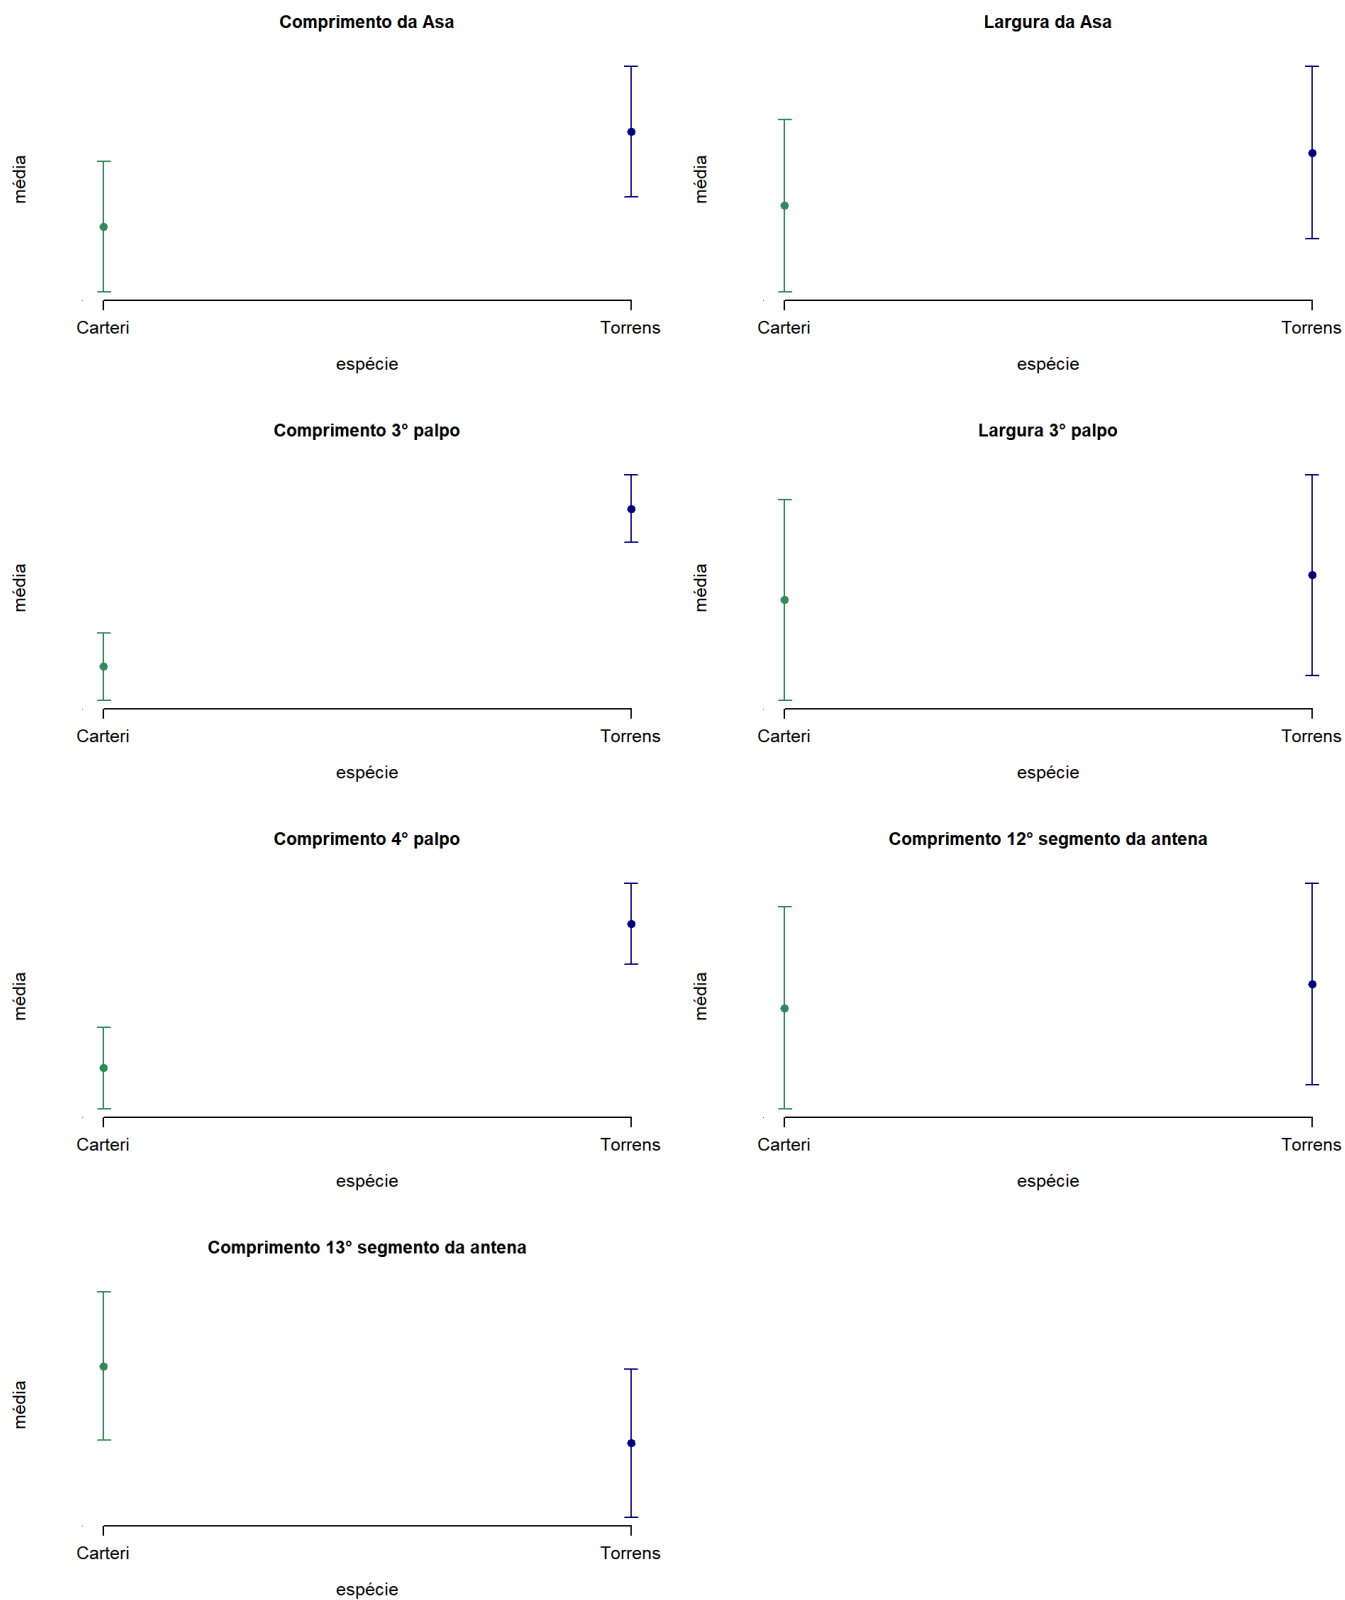 Comprimento da Asa
média
Carteri
Torrens
espécie
Largura da Asa
média
Carteri
Torrens
espécie
Comprimento 3° palpo
média
Carteri
Torrens
espécie
Largura 3° palpo
média
Carteri
Torrens
espécie
Comprimento 4° palpo
média
Carteri
Torrens
espécie
Comprimento 12° segmento da antena
média
Carteri
Torrens
espécie
Comprimento 13° segmento da antena
média
Carteri
Torrens
espécie